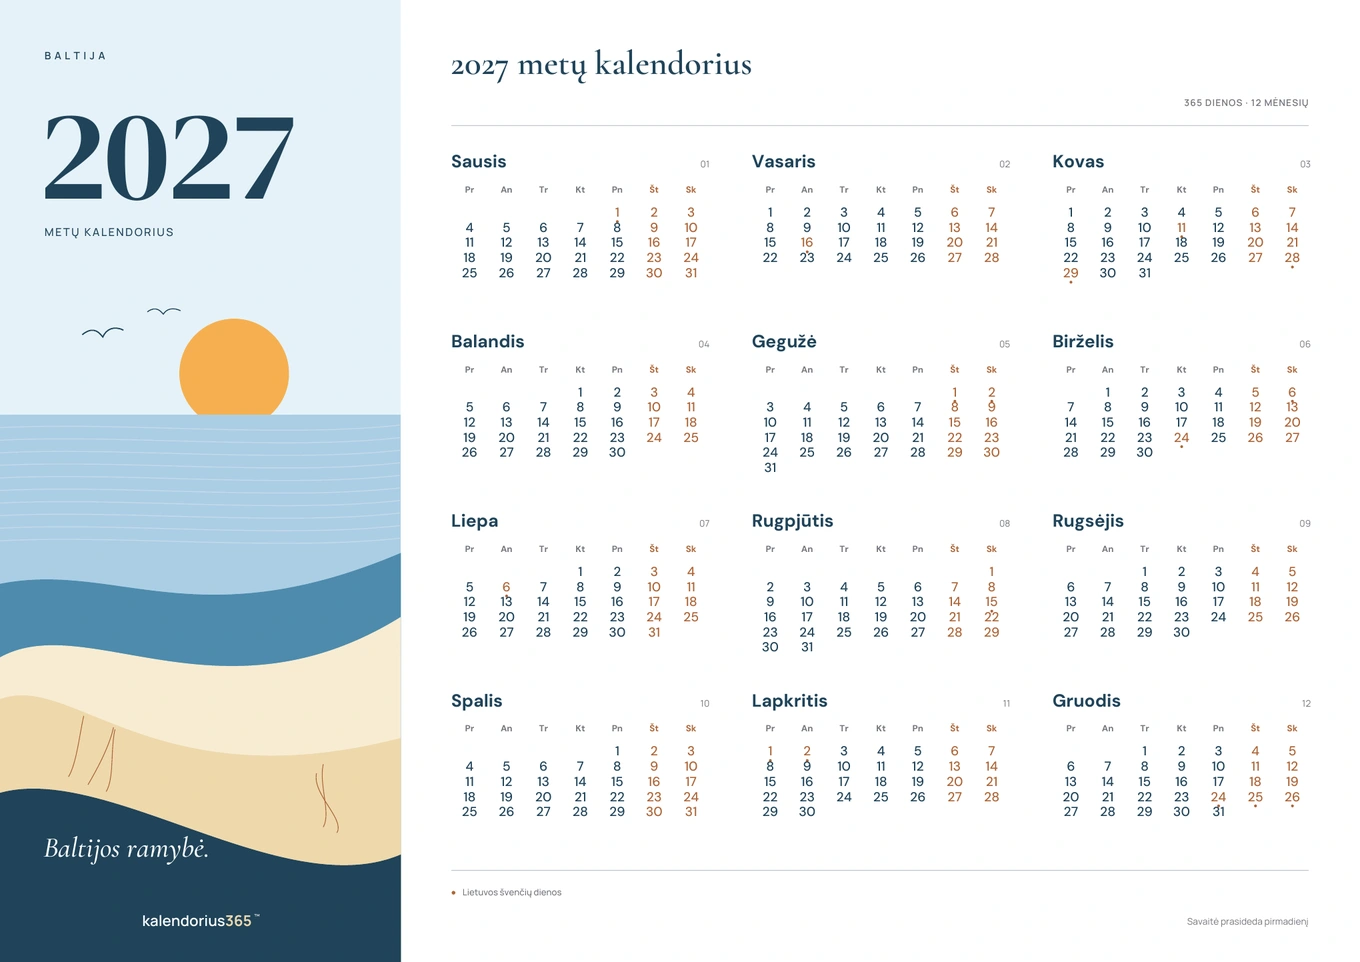 BALTIJA
2027
METŲ KALENDORIUS
Baltijos ramybė.
kalendorius365™
2027 metų kalendorius
365 DIENOS · 12 MĖNESIŲ
Sausis 01
Pr An Tr Kt Pn Št Sk
1 2 3
4 5 6 7 8 9 10
11 12 13 14 15 16 17
18 19 20 21 22 23 24
25 26 27 28 29 30 31
Vasaris 02
Pr An Tr Kt Pn Št Sk
1 2 3 4 5 6 7
8 9 10 11 12 13 14
15 16 17 18 19 20 21
22 23 24 25 26 27 28
Kovas 03
Pr An Tr Kt Pn Št Sk
1 2 3 4 5 6 7
8 9 10 11 12 13 14
15 16 17 18 19 20 21
22 23 24 25 26 27 28
29 30 31
Balandis 04
Pr An Tr Kt Pn Št Sk
1 2 3 4
5 6 7 8 9 10 11
12 13 14 15 16 17 18
19 20 21 22 23 24 25
26 27 28 29 30
Gegužė 05
Pr An Tr Kt Pn Št Sk
1 2
3 4 5 6 7 8 9
10 11 12 13 14 15 16
17 18 19 20 21 22 23
24 25 26 27 28 29 30
31
Birželis 06
Pr An Tr Kt Pn Št Sk
1 2 3 4 5 6
7 8 9 10 11 12 13
14 15 16 17 18 19 20
21 22 23 24 25 26 27
28 29 30
Liepa 07
Pr An Tr Kt Pn Št Sk
1 2 3 4
5 6 7 8 9 10 11
12 13 14 15 16 17 18
19 20 21 22 23 24 25
26 27 28 29 30 31
Rugpjūtis 08
Pr An Tr Kt Pn Št Sk
1
2 3 4 5 6 7 8
9 10 11 12 13 14 15
16 17 18 19 20 21 22
23 24 25 26 27 28 29
30 31
Rugsėjis 09
Pr An Tr Kt Pn Št Sk
1 2 3 4 5
6 7 8 9 10 11 12
13 14 15 16 17 18 19
20 21 22 23 24 25 26
27 28 29 30
Spalis 10
Pr An Tr Kt Pn Št Sk
1 2 3
4 5 6 7 8 9 10
11 12 13 14 15 16 17
18 19 20 21 22 23 24
25 26 27 28 29 30 31
Lapkritis 11
Pr An Tr Kt Pn Št Sk
1 2 3 4 5 6 7
8 9 10 11 12 13 14
15 16 17 18 19 20 21
22 23 24 25 26 27 28
29 30
Gruodis 12
Pr An Tr Kt Pn Št Sk
1 2 3 4 5
6 7 8 9 10 11 12
13 14 15 16 17 18 19
20 21 22 23 24 25 26
27 28 29 30 31
Lietuvos švenčių dienos
Savaitė prasideda pirmadienį